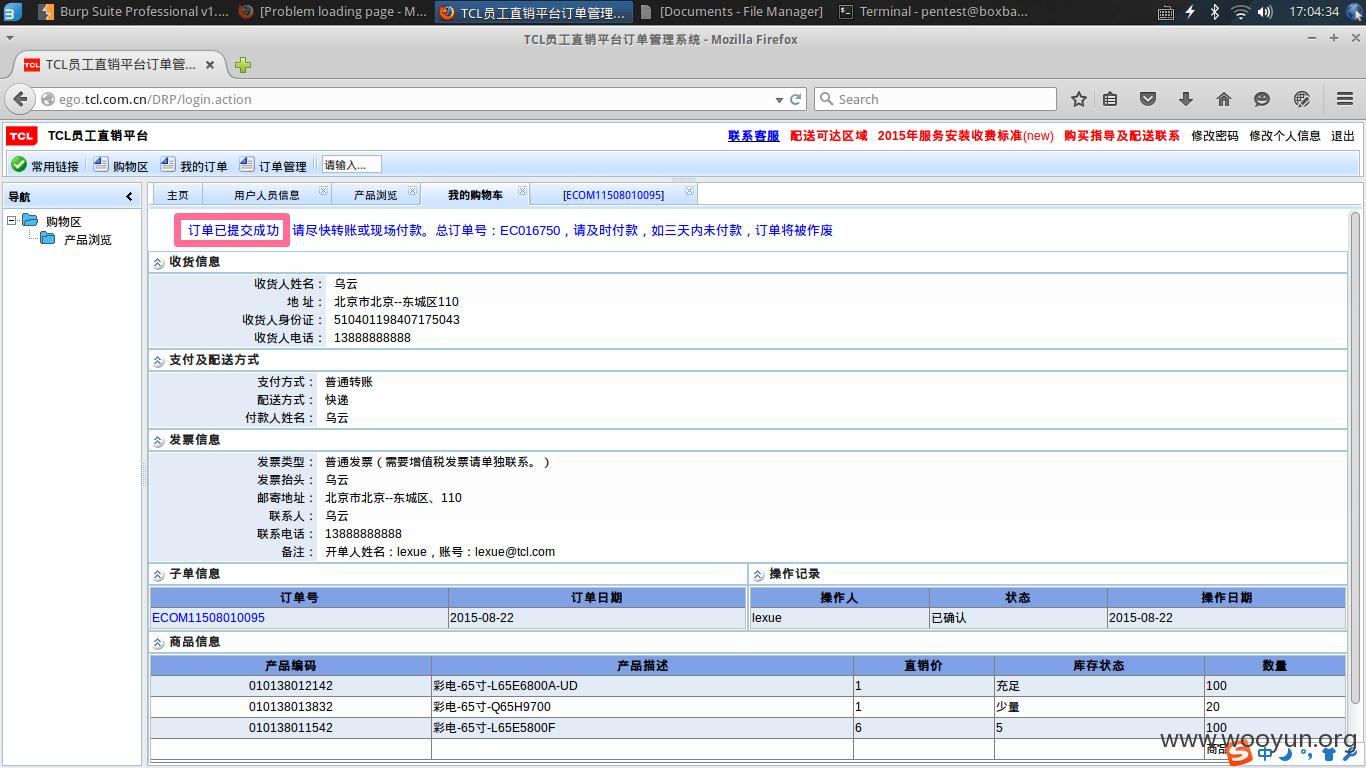 Burp Suite Professional v1....
[Problem loading page - M...
TCL员工直销平台订单管理...
[Documents - File Manager]
Terminal - pentest@boxba...
17:04:34
TCL员工直销平台订单管理系统 - Mozilla Firefox
TCL TCL员工直销平台订单管...
ego.tcl.com.cn/DRP/login.action
Search
TCL TCL员工直销平台
联系客服 配送可达区域 2015年服务安装收费标准(new) 购买指导及配送联系 修改密码 修改个人信息 退出
常用链接 购物区 我的订单 订单管理 请输入...
导航
购物区
产品浏览
主页 用户人员信息 产品浏览 我的购物车 [ECOM11508010095]
订单已提交成功 请尽快转账或现场付款。总订单号：EC016750，请及时付款，如三天内未付款，订单将被作废
收货信息
收货人姓名： 乌云
地 址： 北京市北京--东城区110
收货人身份证： 510401198407175043
收货人电话： 13888888888
支付及配送方式
支付方式： 普通转账
配送方式： 快递
付款人姓名： 乌云
发票信息
发票类型： 普通发票（需要增值税发票请单独联系。）
发票抬头： 乌云
邮寄地址： 北京市北京--东城区、110
联系人： 乌云
联系电话： 13888888888
备注： 开单人姓名：lexue，账号：lexue@tcl.com
子单信息 操作记录
订单号 订单日期 操作人 状态 操作日期
ECOM11508010095 2015-08-22 lexue 已确认 2015-08-22
商品信息
产品编码 产品描述 直销价 库存状态 数量
010138012142 彩电-65寸-L65E6800A-UD 1 充足 100
010138013832 彩电-65寸-Q65H9700 1 少量 20
010138011542 彩电-65寸-L65E5800F 6 5 100
www.wooyun.org
商品
中